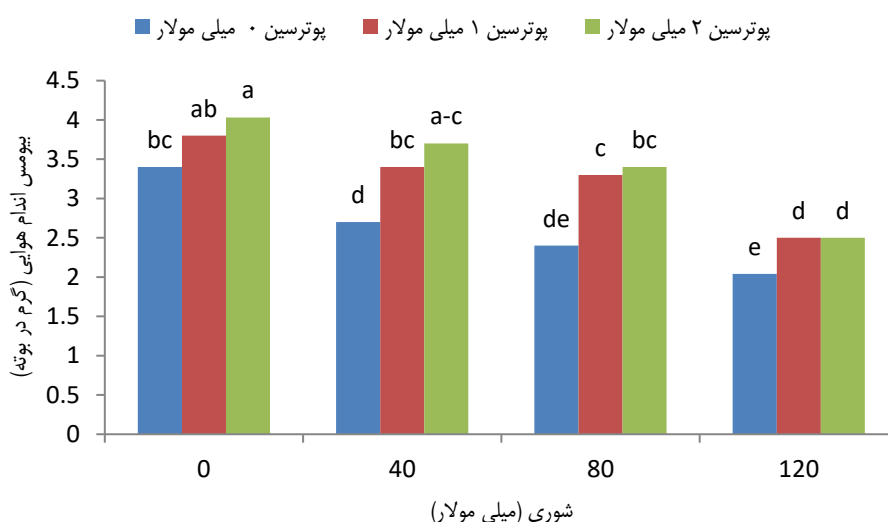 پوترسین ۰ میلی مولار
پوترسین ۱ میلی مولار
پوترسین ۲ میلی مولار
بیومس اندام هوایی (گرم در بوته)
4.5
4
3.5
3
2.5
2
1.5
1
0.5
0
bc ab a
d bc a-c
de c bc
e d d
0 40 80 120
شوری (میلی مولار)